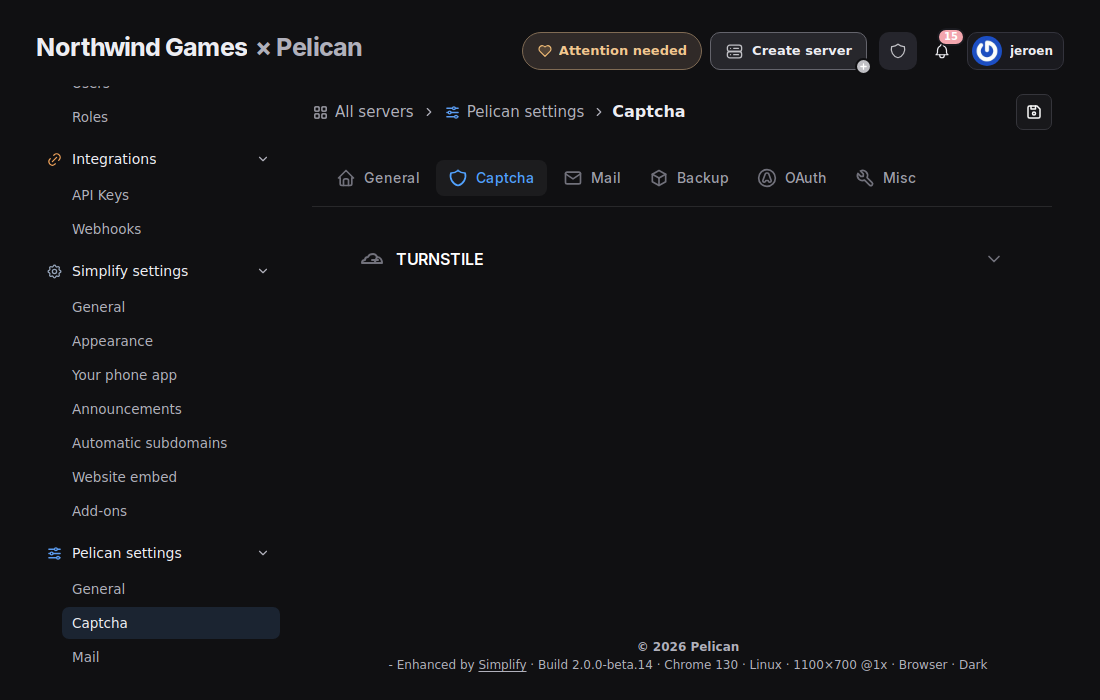 Northwind Games × Pelican
Attention needed
Create server
15
jeroen
Users
Roles
Integrations
API Keys
Webhooks
Simplify settings
General
Appearance
Your phone app
Announcements
Automatic subdomains
Website embed
Add-ons
Pelican settings
General
Captcha
Mail
All servers > Pelican settings > Captcha
General Captcha Mail Backup OAuth Misc
TURNSTILE
© 2026 Pelican
- Enhanced by Simplify · Build 2.0.0-beta.14 · Chrome 130 · Linux · 1100×700 @1x · Browser · Dark